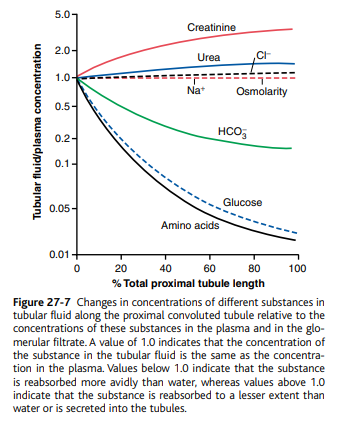 5.0
2.0
1.0
0.5
0.2
0.1
0.05
0.01
Tubular fluid/plasma concentration
Creatinine
Urea
Cl−
Na+
Osmolarity
HCO3−
Glucose
Amino acids
0 20 40 60 80 100
% Total proximal tubule length
Figure 27-7 Changes in concentrations of different substances in
tubular fluid along the proximal convoluted tubule relative to the
concentrations of these substances in the plasma and in the glo-
merular filtrate. A value of 1.0 indicates that the concentration of
the substance in the tubular fluid is the same as the concentra-
tion in the plasma. Values below 1.0 indicate that the substance
is reabsorbed more avidly than water, whereas values above 1.0
indicate that the substance is reabsorbed to a lesser extent than
water or is secreted into the tubules.